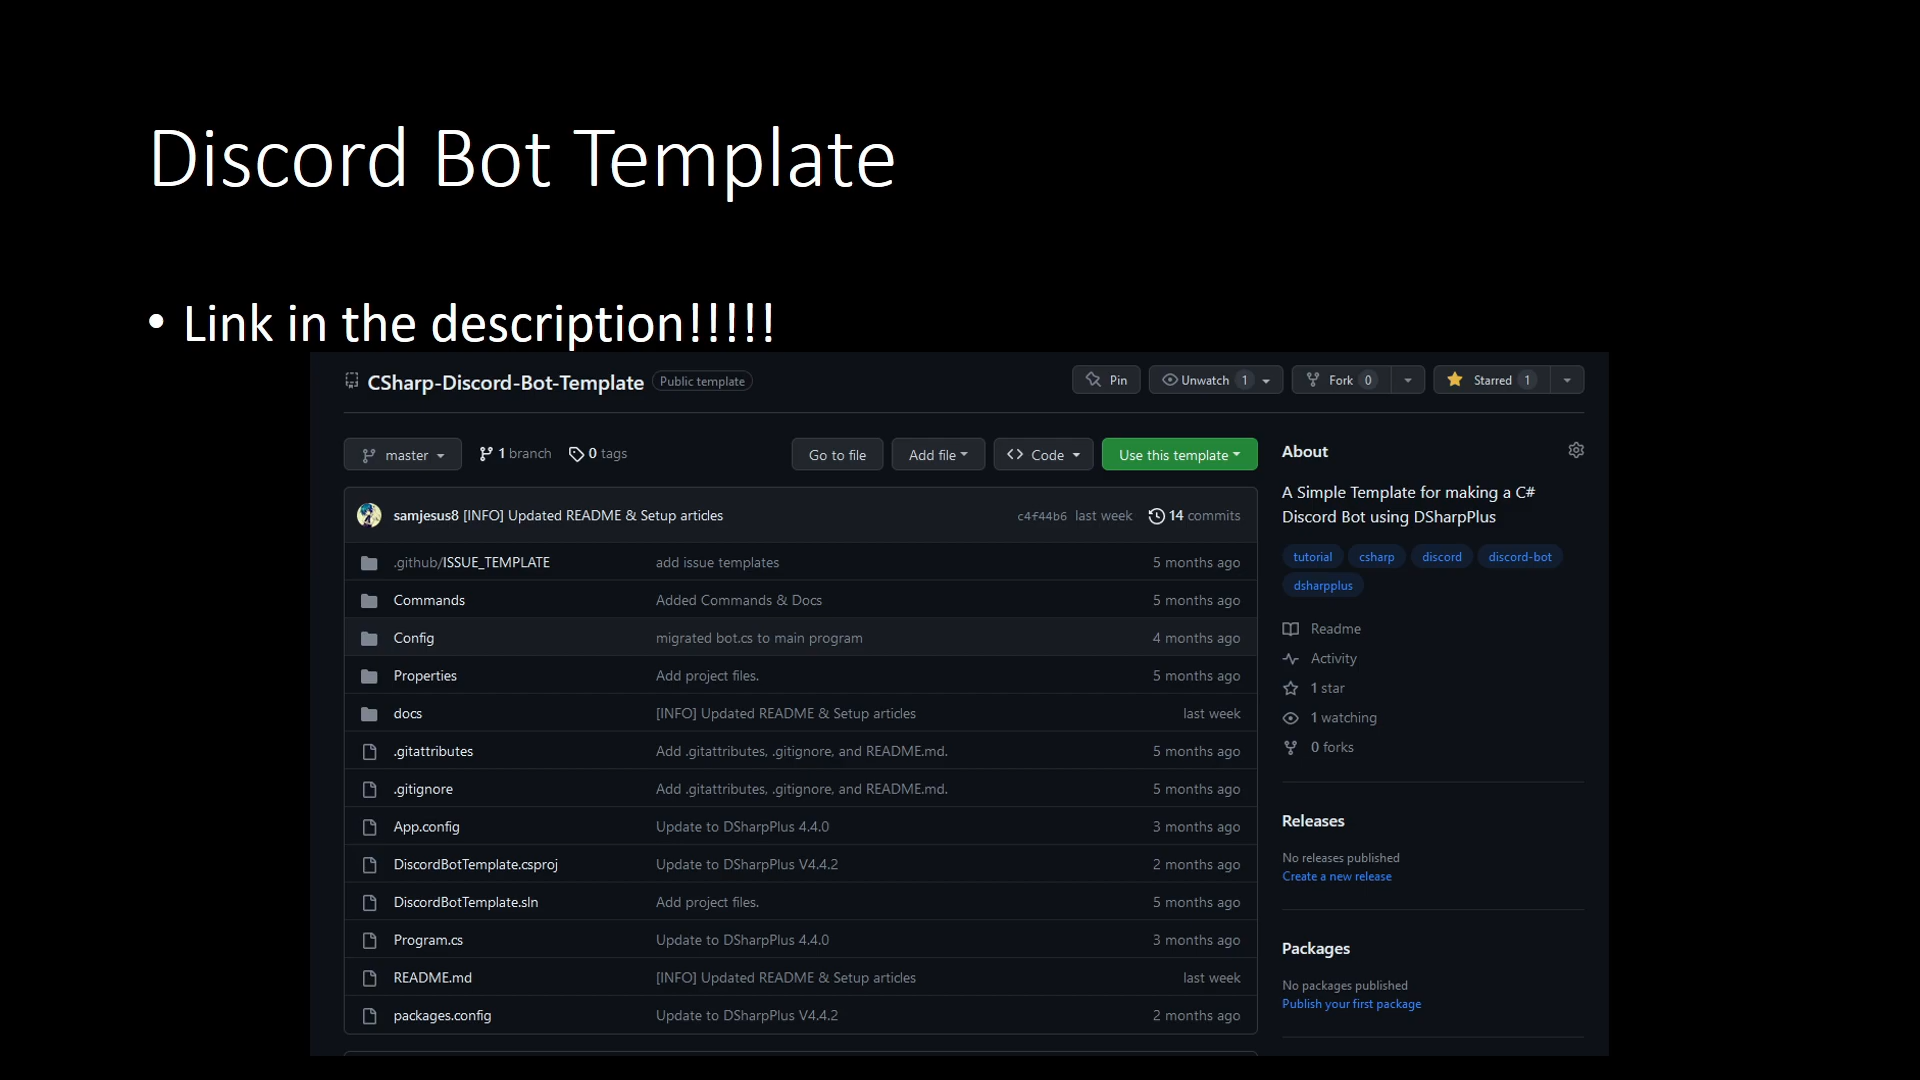 Discord Bot Template
• Link in the description!!!!!
CSharp-Discord-Bot-Template Public template Pin Unwatch 1 Fork 0 Starred 1
master 1 branch 0 tags Go to file Add file <> Code Use this template
samjesus8 [INFO] Updated README & Setup articles c4f44b6 last week 14 commits
.github/ISSUE_TEMPLATE add issue templates 5 months ago
Commands Added Commands & Docs 5 months ago
Config migrated bot.cs to main program 4 months ago
Properties Add project files. 5 months ago
docs [INFO] Updated README & Setup articles last week
.gitattributes Add .gitattributes, .gitignore, and README.md. 5 months ago
.gitignore Add .gitattributes, .gitignore, and README.md. 5 months ago
App.config Update to DSharpPlus 4.4.0 3 months ago
DiscordBotTemplate.csproj Update to DSharpPlus V4.4.2 2 months ago
DiscordBotTemplate.sln Add project files. 5 months ago
Program.cs Update to DSharpPlus 4.4.0 3 months ago
README.md [INFO] Updated README & Setup articles last week
packages.config Update to DSharpPlus V4.4.2 2 months ago
About
A Simple Template for making a C#
Discord Bot using DSharpPlus
tutorial csharp discord discord-bot
dsharpplus
Readme
Activity
1 star
1 watching
0 forks
Releases
No releases published
Create a new release
Packages
No packages published
Publish your first package